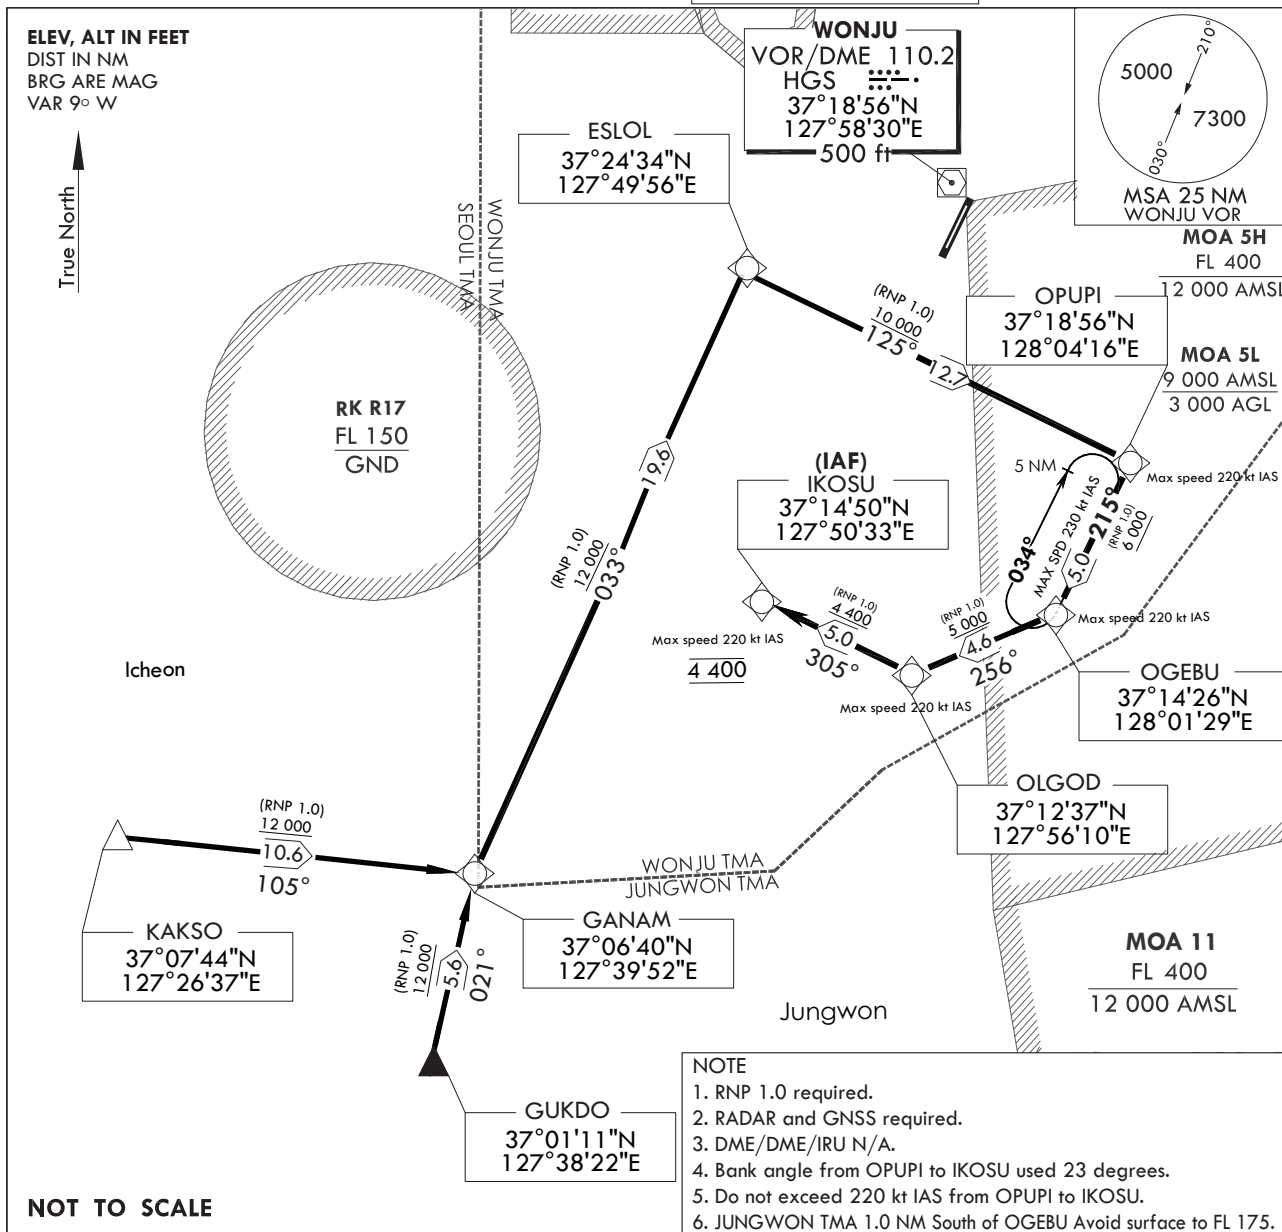 ELEV, ALT IN FEET
DIST IN NM
BRG ARE MAG
VAR 9° W
True North
WONJU
VOR/DME 110.2
HGS
37°18'56"N
127°58'30"E
500 ft
5000
7300
210°
030°
MSA 25 NM
WONJU VOR
ESLOL
37°24'34"N
127°49'56"E
SEOUL TMA
WONJU TMA
MOA 5H
FL 400
12 000 AMSL
OPUPI
37°18'56"N
128°04'16"E
(RNP 1.0)
10 000
125°
12.7
MOA 5L
9 000 AMSL
3 000 AGL
RK R17
FL 150
GND
19.6
(RNP 1.0)
12 000
033°
(IAF)
IKOSU
37°14'50"N
127°50'33"E
5 NM
Max speed 220 kt IAS
034°
MAX SPD 230 kt IAS
215°
(RNP 1.0)
6 000
5.0
(RNP 1.0)
4 400
5.0
305°
(RNP 1.0)
5 000
4.6
256°
Max speed 220 kt IAS
Max speed 220 kt IAS
4 400
Max speed 220 kt IAS
Icheon
OGEBU
37°14'26"N
128°01'29"E
OLGOD
37°12'37"N
127°56'10"E
(RNP 1.0)
12 000
10.6
105°
WONJU TMA
JUNGWON TMA
KAKSO
37°07'44"N
127°26'37"E
GANAM
37°06'40"N
127°39'52"E
(RNP 1.0)
12 000
5.6
021°
MOA 11
FL 400
12 000 AMSL
Jungwon
GUKDO
37°01'11"N
127°38'22"E
NOTE
1. RNP 1.0 required.
2. RADAR and GNSS required.
3. DME/DME/IRU N/A.
4. Bank angle from OPUPI to IKOSU used 23 degrees.
5. Do not exceed 220 kt IAS from OPUPI to IKOSU.
6. JUNGWON TMA 1.0 NM South of OGEBU Avoid surface to FL 175.
NOT TO SCALE